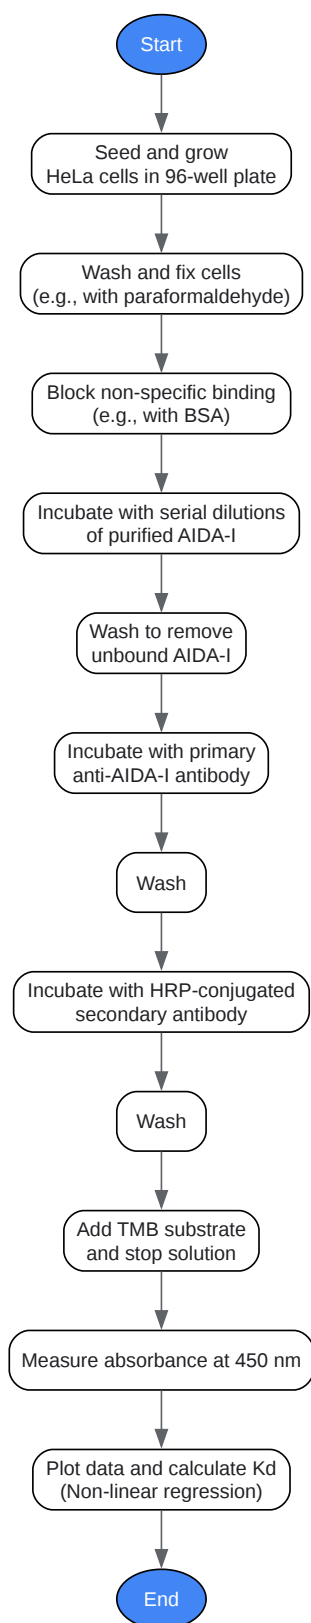 Start
Seed and grow
HeLa cells in 96-well plate
Wash and fix cells
(e.g., with paraformaldehyde)
Block non-specific binding
(e.g., with BSA)
Incubate with serial dilutions
of purified AIDA-I
Wash to remove
unbound AIDA-I
Incubate with primary
anti-AIDA-I antibody
Wash
Incubate with HRP-conjugated
secondary antibody
Wash
Add TMB substrate
and stop solution
Measure absorbance at 450 nm
Plot data and calculate Kd
(Non-linear regression)
End